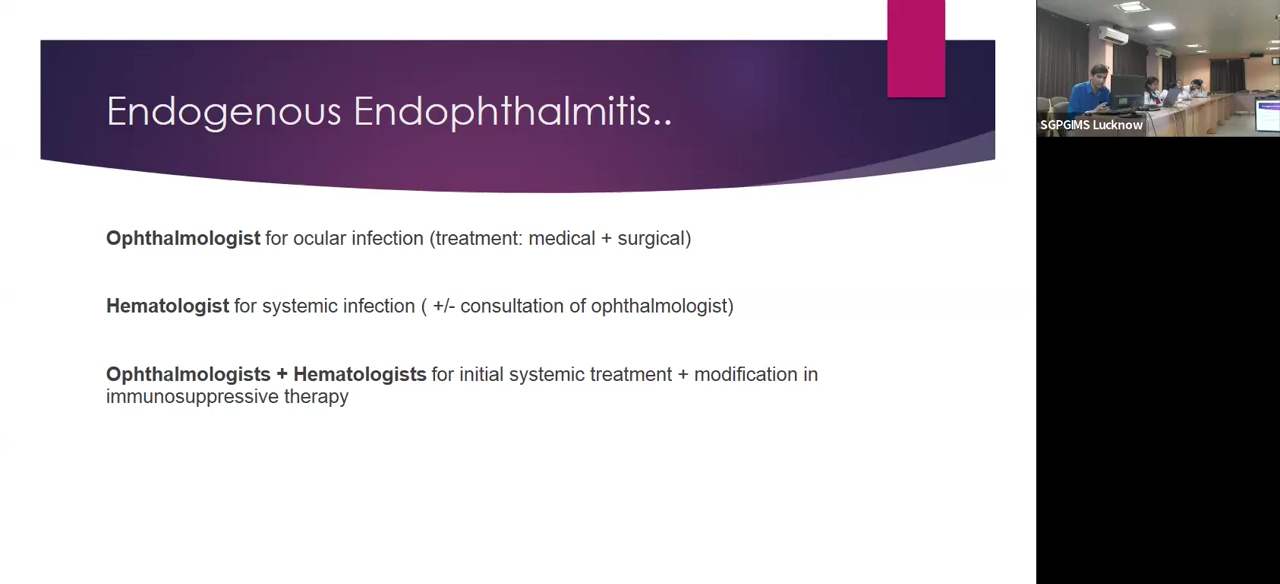 Endogenous Endophthalmitis..
SGPGIMS Lucknow
Ophthalmologist for ocular infection (treatment: medical + surgical)
Hematologist for systemic infection ( +/- consultation of ophthalmologist)
Ophthalmologists + Hematologists for initial systemic treatment + modification in
immunosuppressive therapy